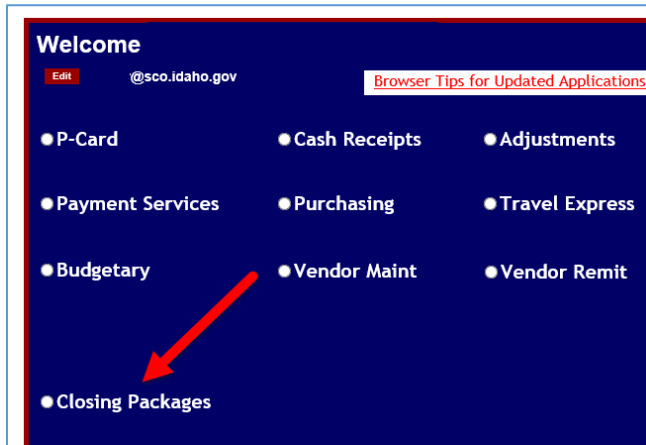 Welcome
Edit @sco.idaho.gov Browser Tips for Updated Applications
P-Card Cash Receipts Adjustments
Payment Services Purchasing Travel Express
Budgetary Vendor Maint Vendor Remit
Closing Packages